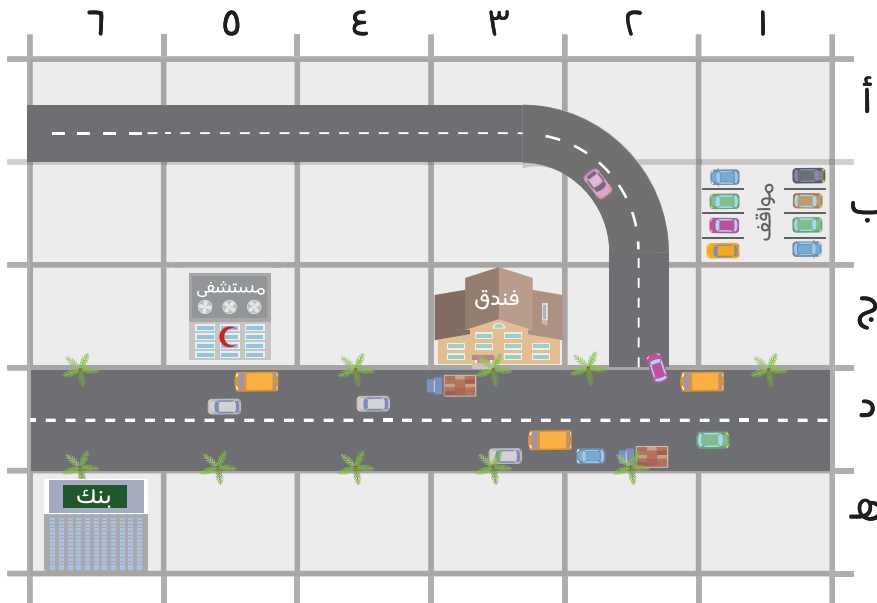 ١ ٢ ٣ ٤ ٥ ٦
أ
ب
مواقف
ج
مستشفى
فندق
د
هـ
بنك